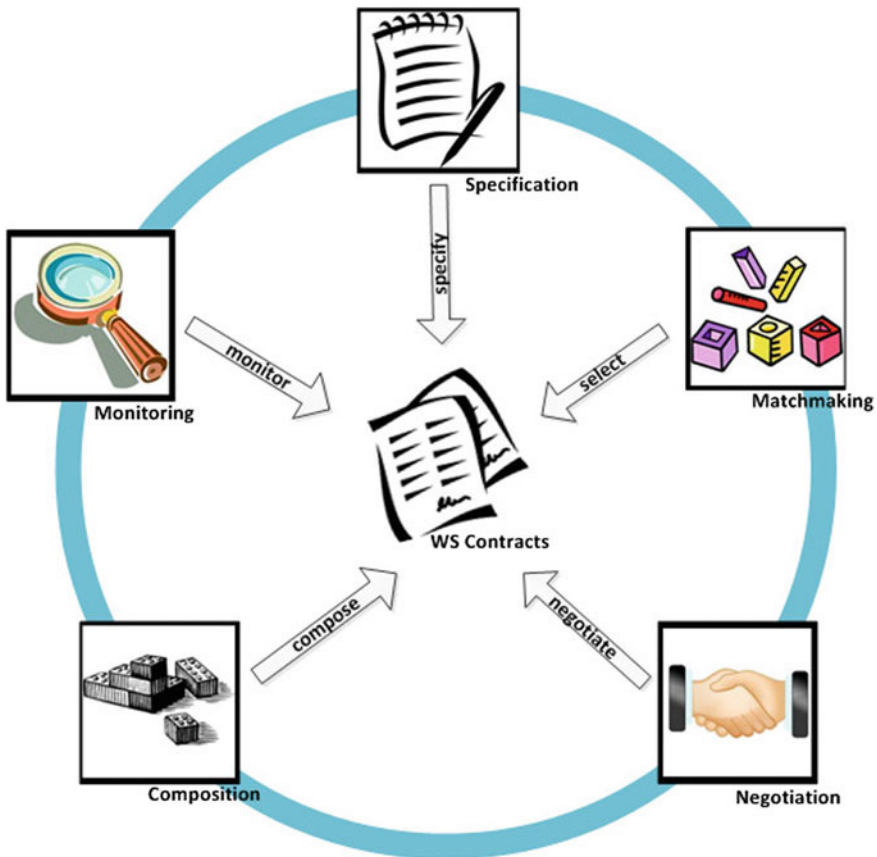 Specification
specify
Monitoring
monitor
select
Matchmaking
WS Contracts
compose
negotiate
Composition
Negotiation